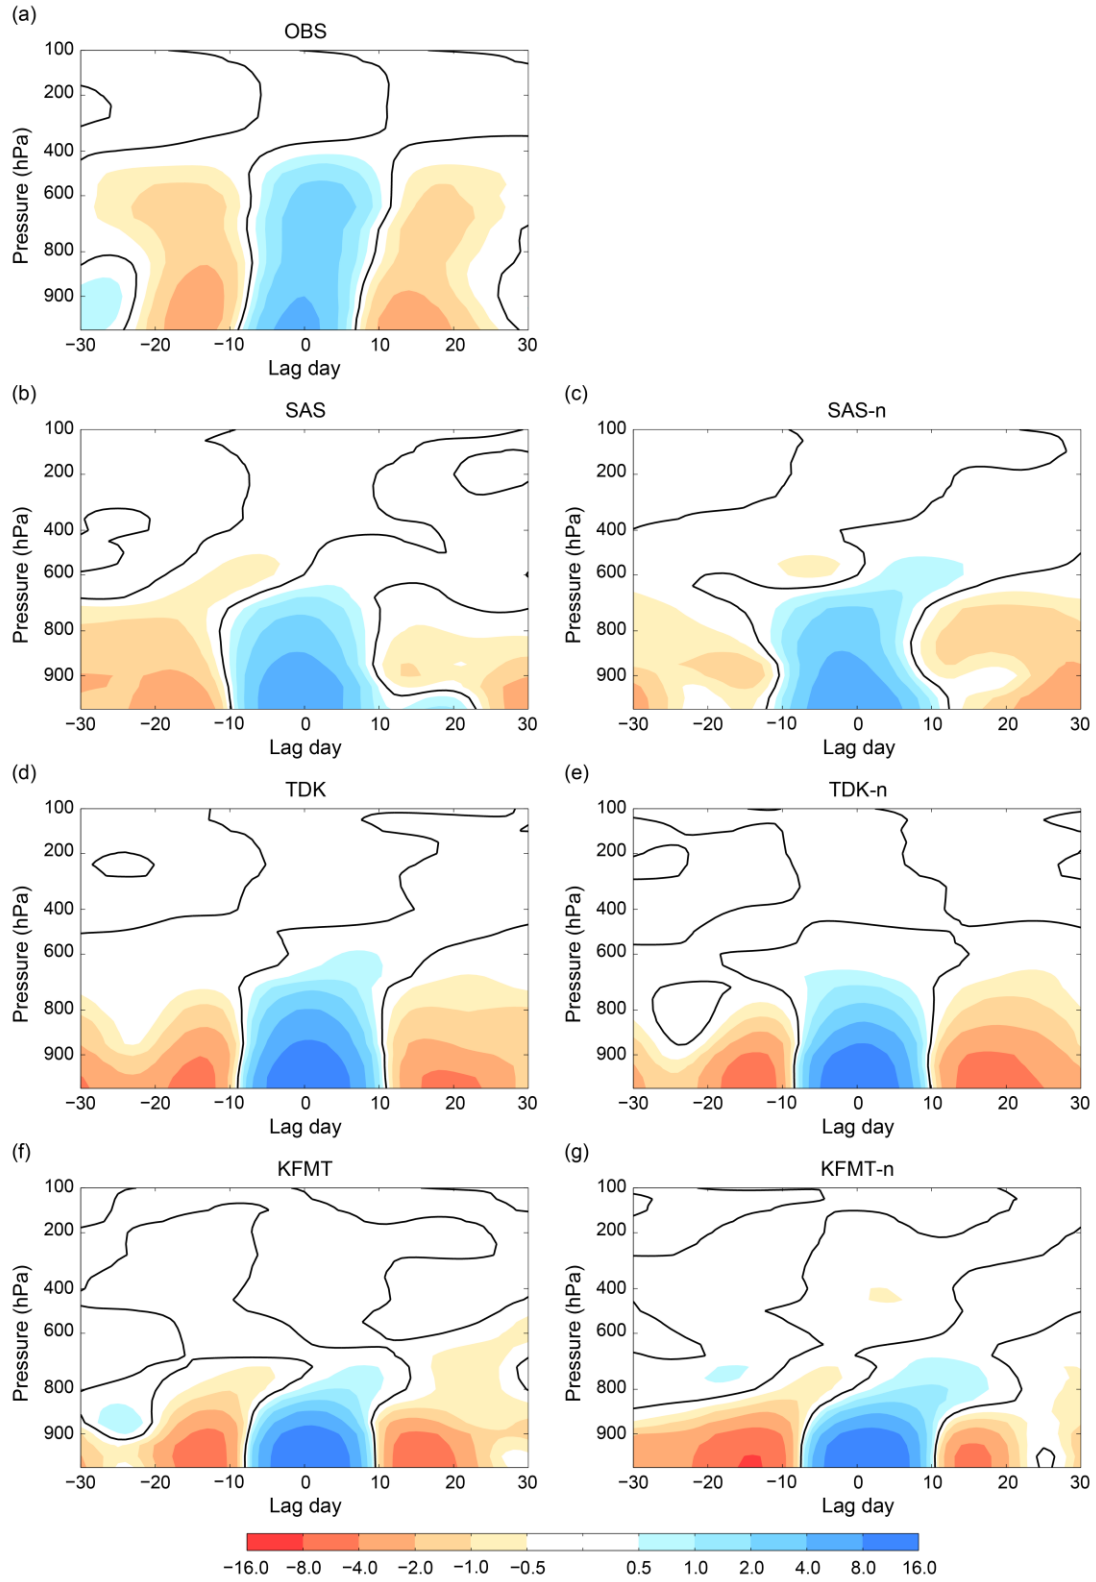 (a)
OBS
100
200
400
600
800
900
Pressure (hPa)
−30 −20 −10 0 10 20 30
Lag day
(b)
SAS
100
200
400
600
800
900
Pressure (hPa)
−30 −20 −10 0 10 20 30
Lag day
(c)
SAS-n
100
200
400
600
800
900
Pressure (hPa)
−30 −20 −10 0 10 20 30
Lag day
(d)
TDK
100
200
400
600
800
900
Pressure (hPa)
−30 −20 −10 0 10 20 30
Lag day
(e)
TDK-n
100
200
400
600
800
900
Pressure (hPa)
−30 −20 −10 0 10 20 30
Lag day
(f)
KFMT
100
200
400
600
800
900
Pressure (hPa)
−30 −20 −10 0 10 20 30
Lag day
(g)
KFMT-n
100
200
400
600
800
900
Pressure (hPa)
−30 −20 −10 0 10 20 30
Lag day
−16.0 −8.0 −4.0 −2.0 −1.0 −0.5 0.5 1.0 2.0 4.0 8.0 16.0